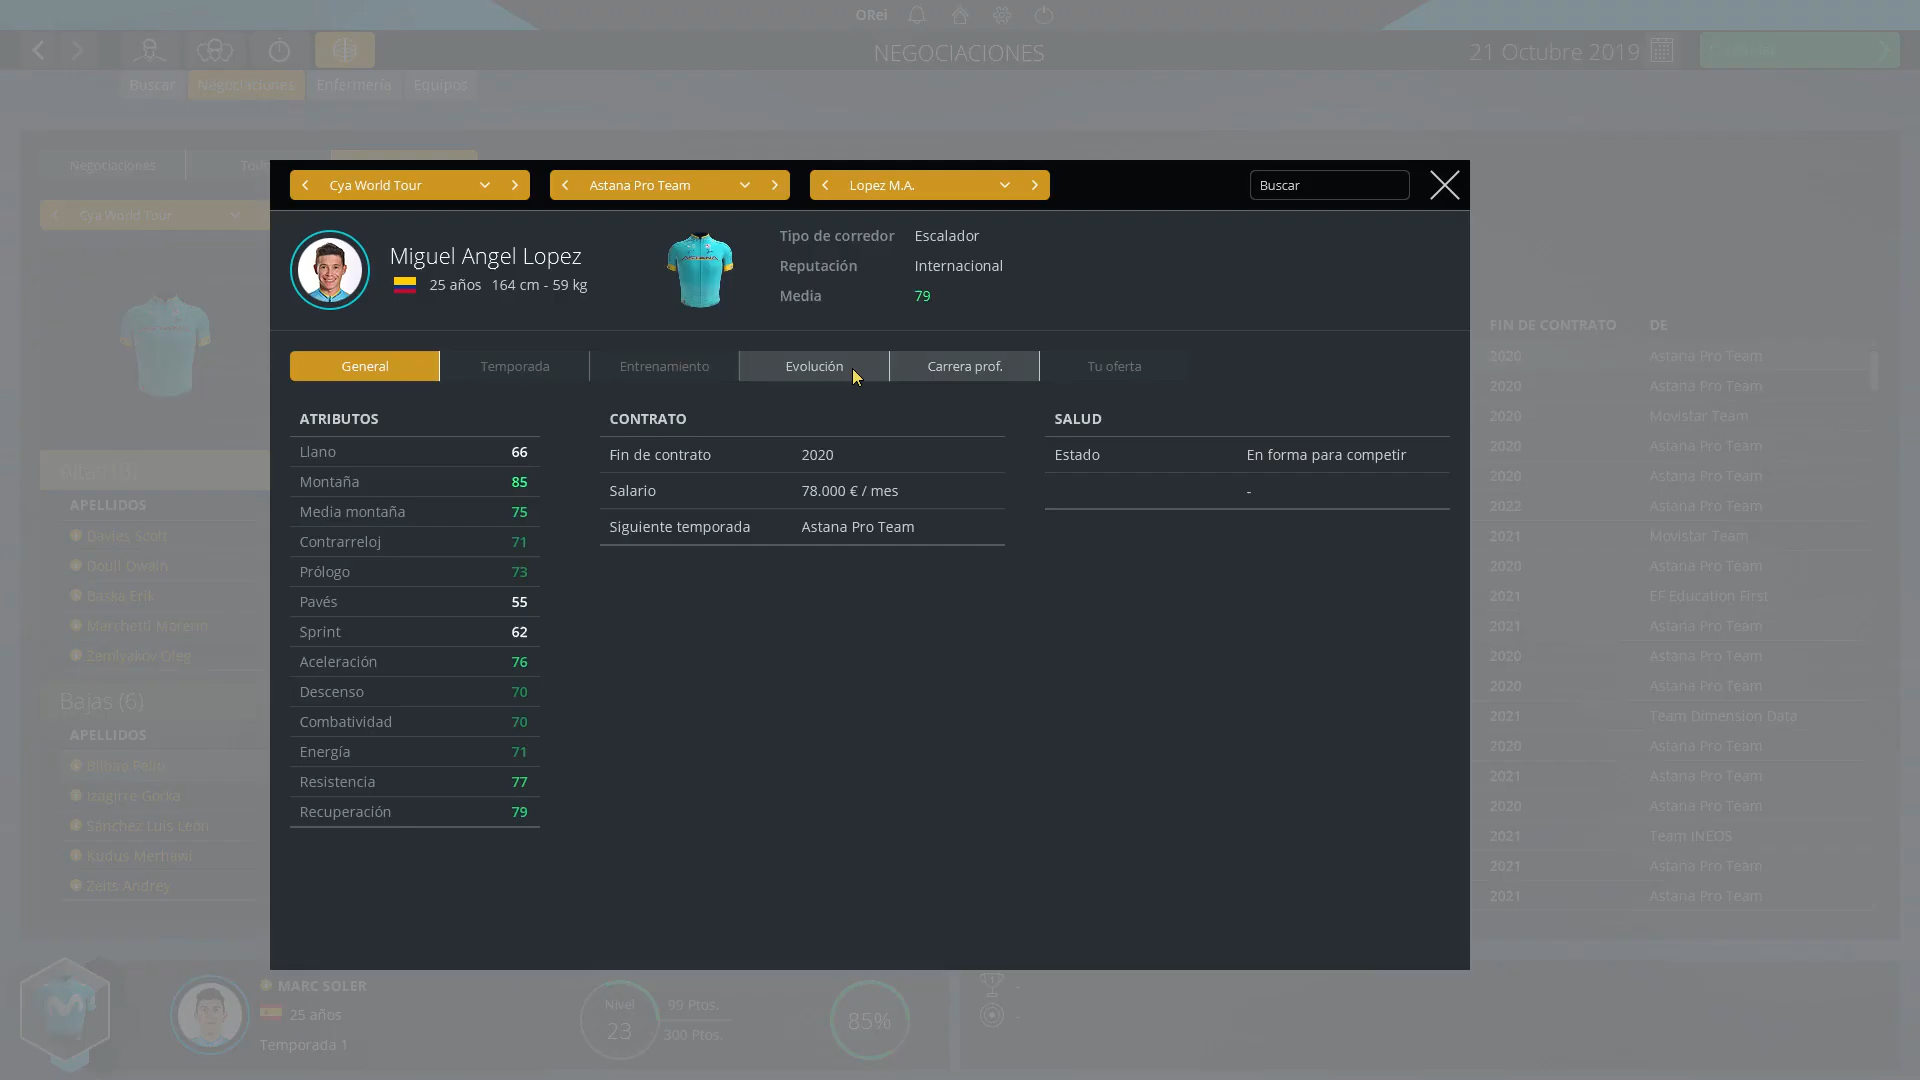 ORei
NEGOCIACIONES
21 Octubre 2019
Buscar
Negociaciones
Enfermería
Equipos
Negociaciones
Cya World Tour
Cya World Tour
Astana Pro Team
Lopez M.A.
Buscar
Miguel Angel Lopez
25 años 164 cm - 59 kg
ASTANA
Tipo de corredor Escalador
Reputación Internacional
Media 79
General
Temporada
Entrenamiento
Evolución
Carrera prof.
Tu oferta
ATRIBUTOS
Llano 66
Montaña 85
Media montaña 75
Contrarreloj 71
Prólogo 73
Pavés 55
Sprint 62
Aceleración 76
Descenso 70
Combatividad 70
Energía 71
Resistencia 77
Recuperación 79
CONTRATO
Fin de contrato 2020
Salario 78.000 € / mes
Siguiente temporada Astana Pro Team
SALUD
Estado En forma para competir
-
Altas (8)
APELLIDOS
Davies Scott
Doull Owain
Baska Erik
Marchetti Moreno
Zemlyakov Oleg
Bajas (6)
APELLIDOS
Bilbao Pello
Izagirre Gorka
Sánchez Luis León
Kudus Merhawi
Zeits Andrey
FIN DE CONTRATO DE
2020 Astana Pro Team
2020 Astana Pro Team
2020 Movistar Team
2020 Astana Pro Team
2020 Astana Pro Team
2022 Astana Pro Team
2021 Movistar Team
2020 Astana Pro Team
2021 EF Education First
2021 Astana Pro Team
2020 Astana Pro Team
2020 Astana Pro Team
2021 Team Dimension Data
2020 Astana Pro Team
2021 Astana Pro Team
2020 Astana Pro Team
2021 Team INEOS
2021 Astana Pro Team
2021 Astana Pro Team
MARC SOLER
25 años
Temporada 1
Nivel
23
99 Ptos.
300 Ptos.
85%
-
-